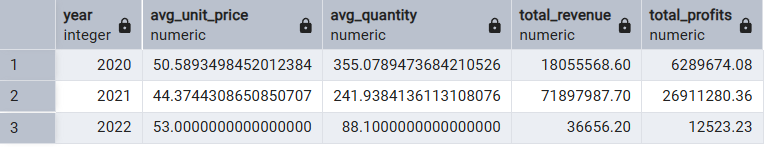 year avg_unit_price avg_quantity total_revenue total_profits
integer numeric numeric numeric numeric
1 2020 50.5893498452012384 355.0789473684210526 18055568.60 6289674.08
2 2021 44.3744308650850707 241.9384136113108076 71897987.70 26911280.36
3 2022 53.0000000000000000 88.1000000000000000 36656.20 12523.23